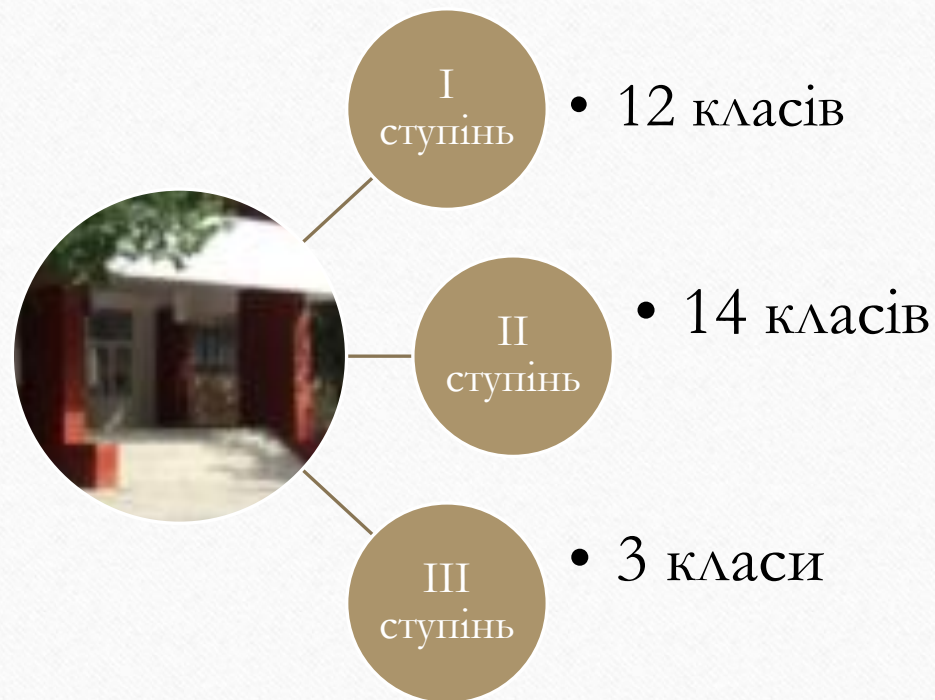 I
ступінь
• 12 класів
II
ступінь
• 14 класів
III
ступінь
• 3 класи